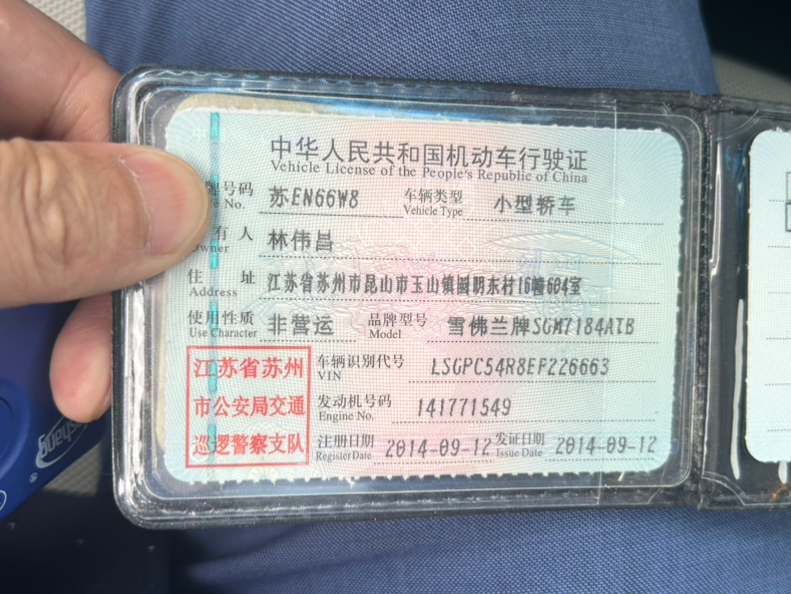 中华人民共和国机动车行驶证
Vehicle License of the People's Republic of China
号码 苏EN66W8 车辆类型 小型轿车
No. Vehicle Type
有人 林伟昌
Owner
住址 江苏省苏州市昆山市玉山镇国阴东村16幢604室
Address
使用性质 非营运 品牌型号 雪佛兰牌SGM7184ATB
Use Character Model
江苏省苏州 车辆识别代号 LSGPC54R8EF226663
VIN
市公安局交通 发动机号码 141771549
Engine No.
巡逻警察支队 注册日期 2014-09-12 发证日期 2014-09-12
Register Date Issue Date